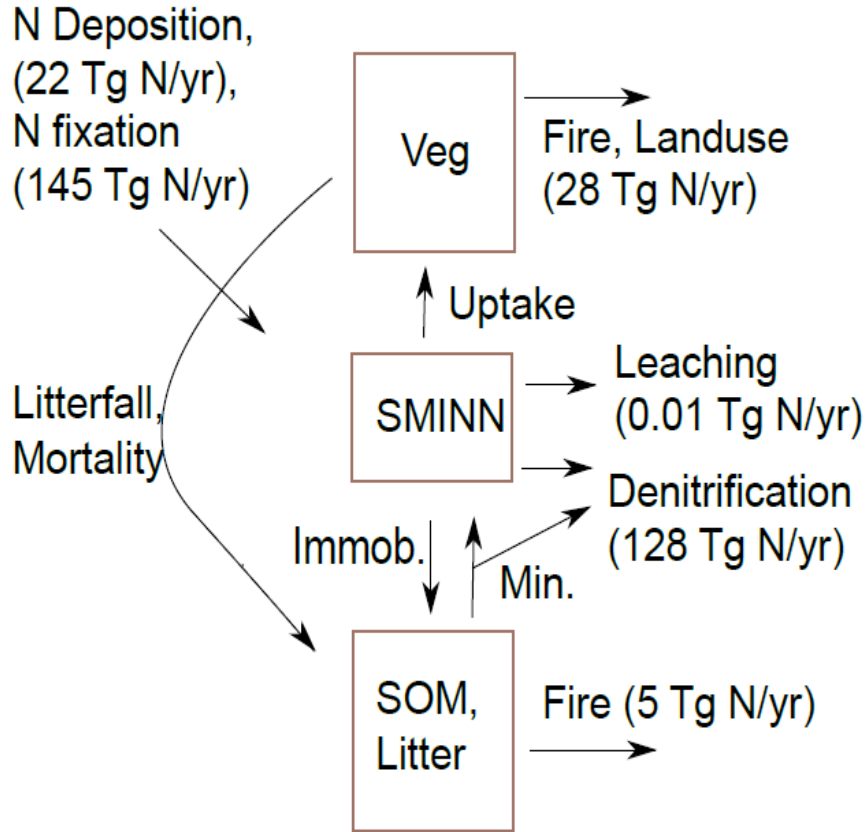 N Deposition,
(22 Tg N/yr),
N fixation
(145 Tg N/yr)
Veg
Fire, Landuse
(28 Tg N/yr)
Uptake
Litterfall,
Mortality
SMINN
Leaching
(0.01 Tg N/yr)
Denitrification
(128 Tg N/yr)
Immob.
Min.
SOM,
Litter
Fire (5 Tg N/yr)